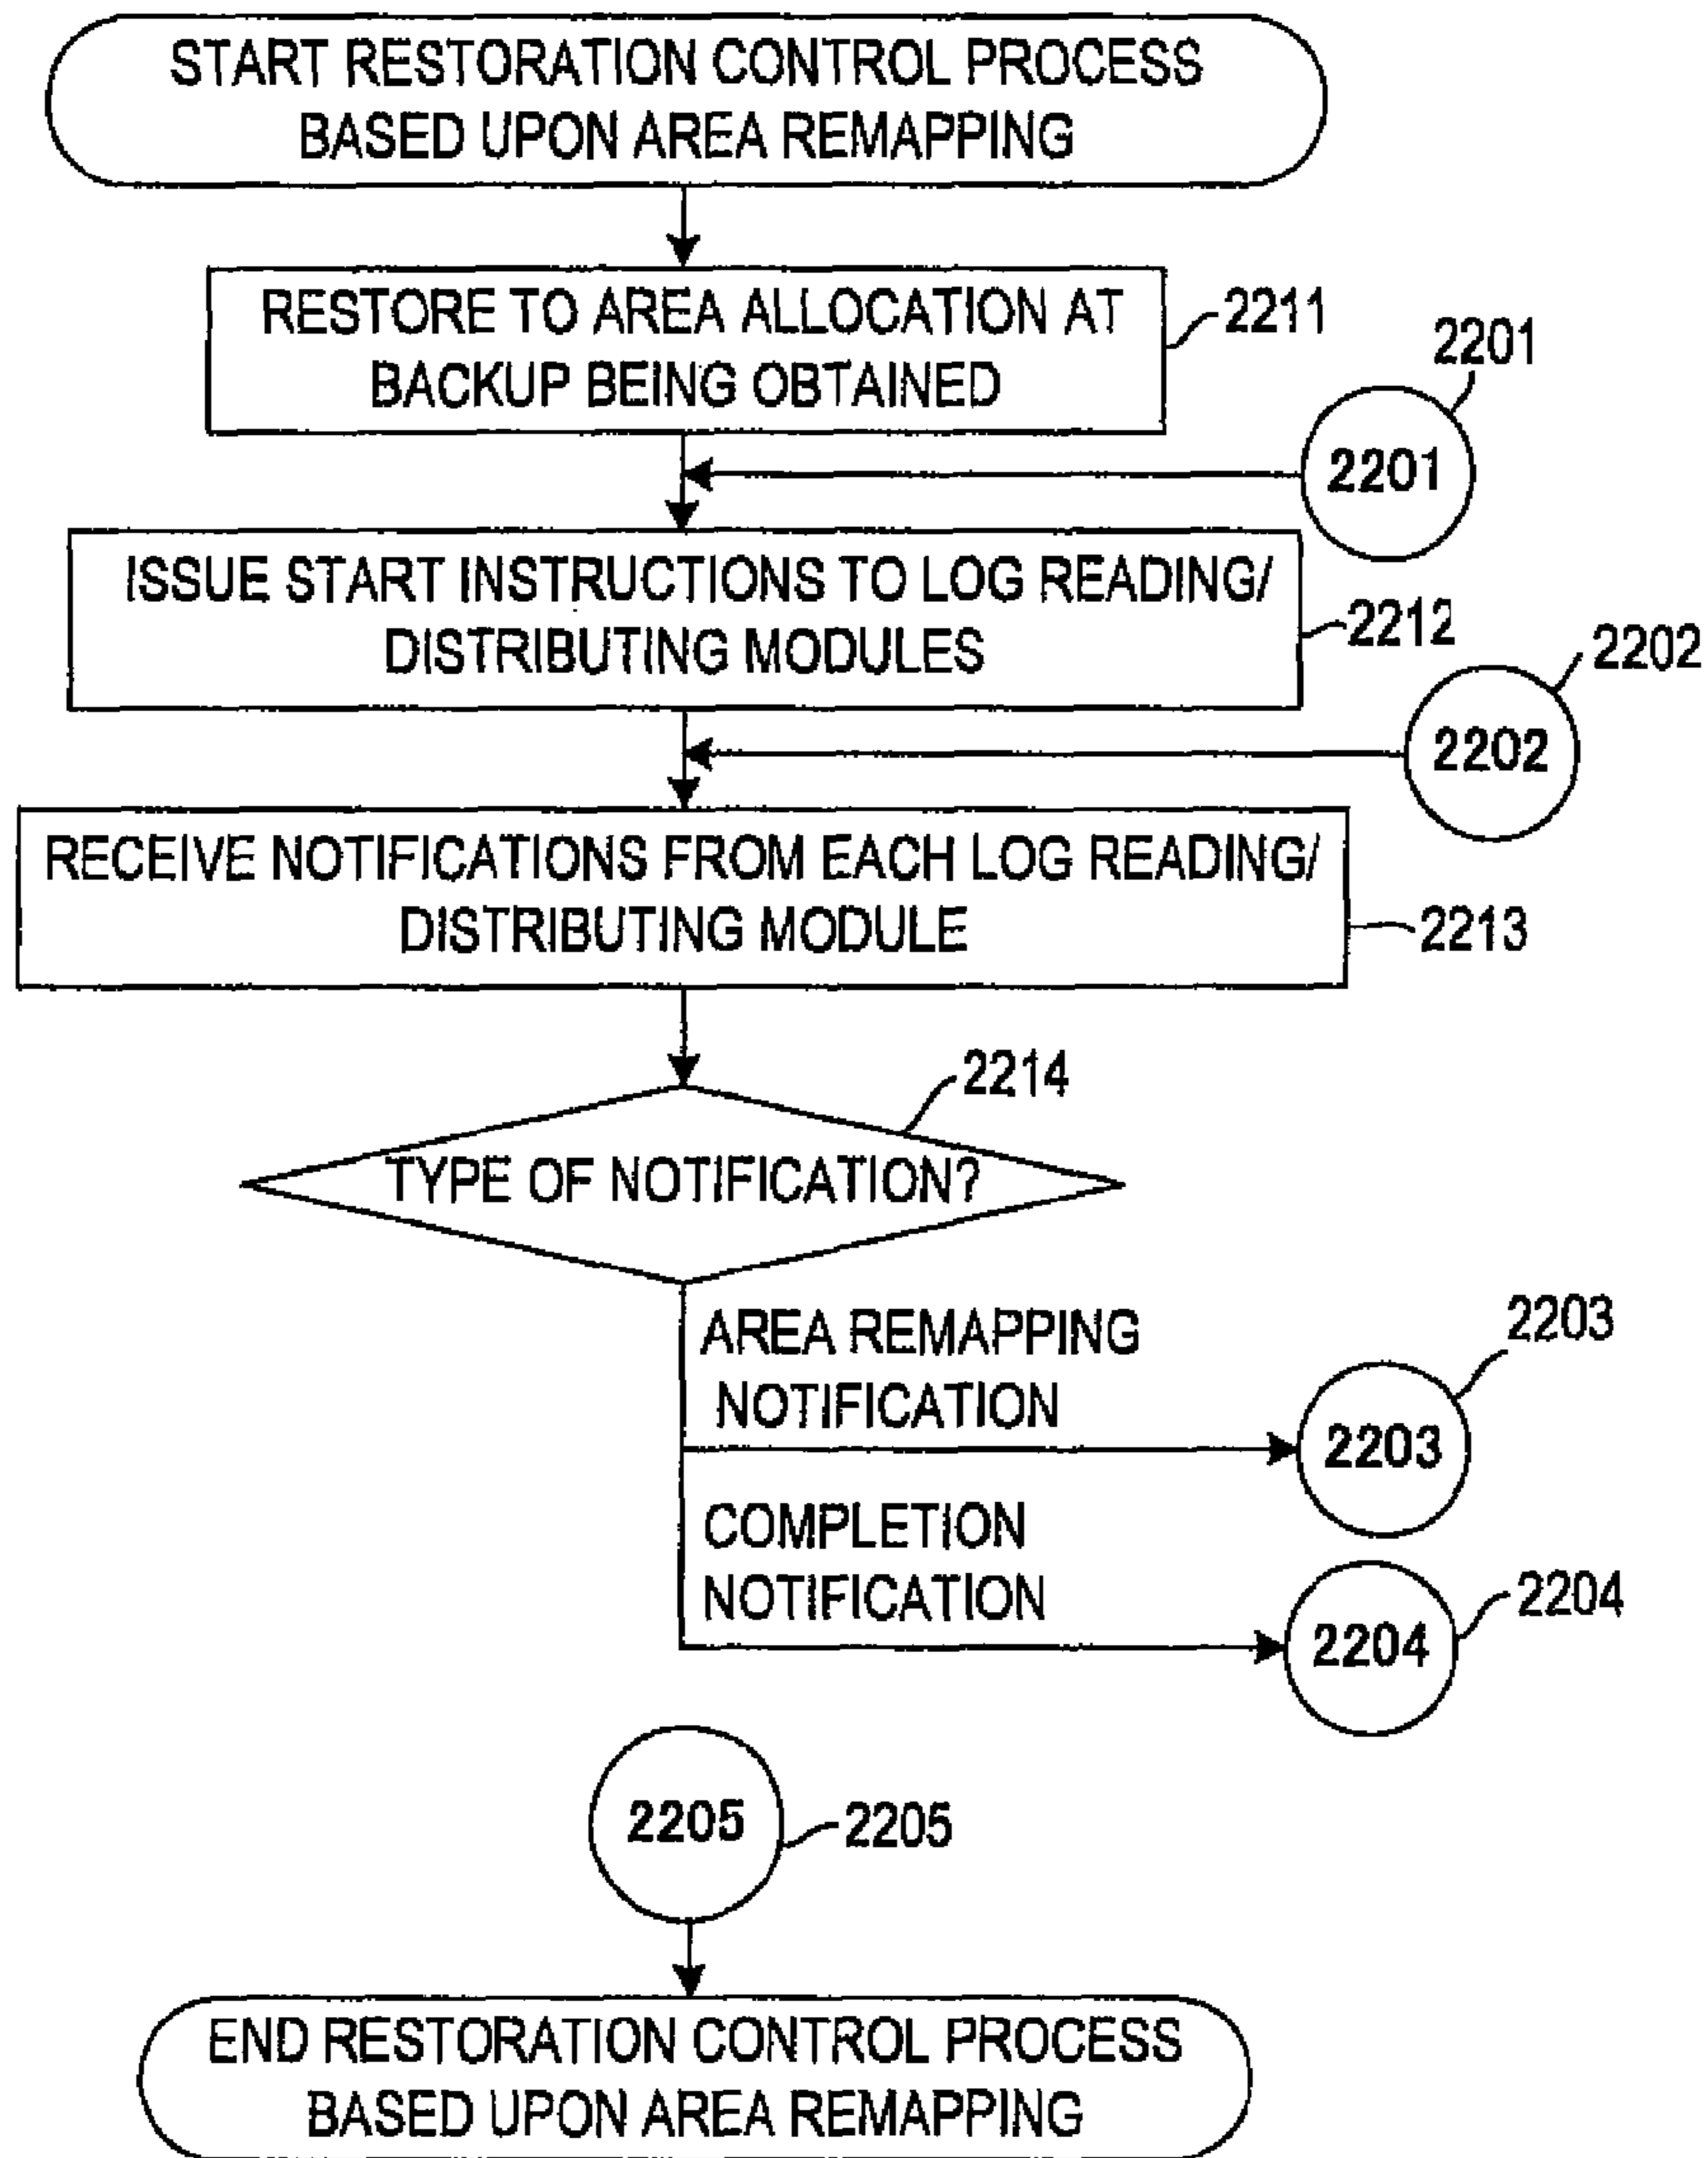 START RESTORATION CONTROL PROCESS
BASED UPON AREA REMAPPING
RESTORE TO AREA ALLOCATION AT
BACKUP BEING OBTAINED
2211
2201
2201
ISSUE START INSTRUCTIONS TO LOG READING/
DISTRIBUTING MODULES
2212
2202
2202
RECEIVE NOTIFICATIONS FROM EACH LOG READING/
DISTRIBUTING MODULE
2213
2214
TYPE OF NOTIFICATION?
AREA REMAPPING
NOTIFICATION
2203
2203
COMPLETION
NOTIFICATION
2204
2204
2205
2205
END RESTORATION CONTROL PROCESS
BASED UPON AREA REMAPPING